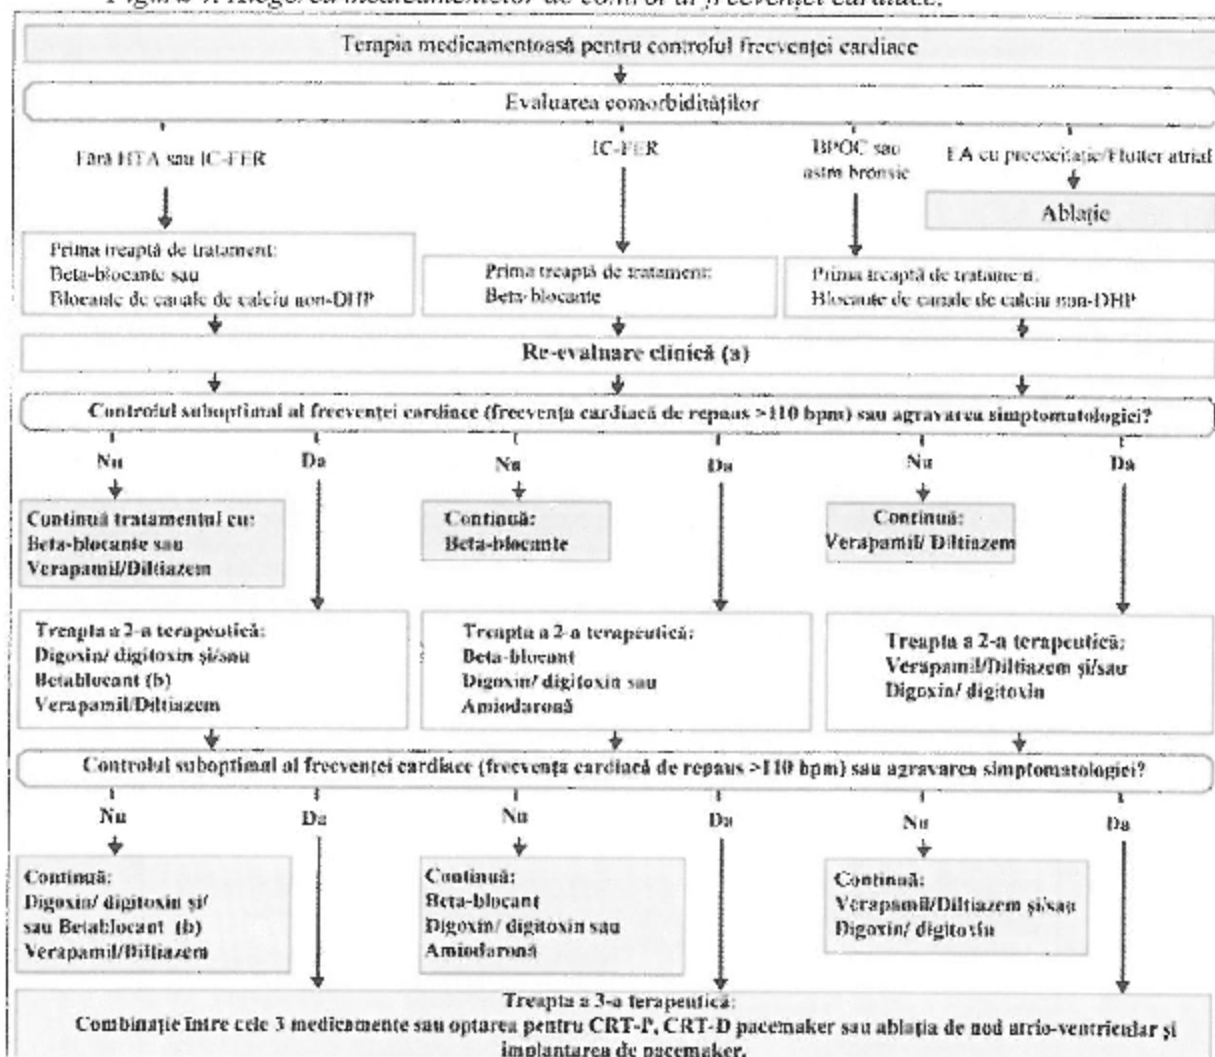 Alegerea medicamentelor de control al frecvenței cardiace.
Terapia medicamentoasă pentru controlul frecvenței cardiace
Evaluarea comorbidităților
Fără HTA sau IC-FER
IC-FER
BPOC sau
astm bronșic
FA cu preexcitație/Flutter atrial
Ablație
Prima treaptă de tratament:
Beta-blocante sau
Blocante de canale de calciu non-DHP
Prima treaptă de tratament:
Beta-blocante
Prima treaptă de tratament:
Blocante de canale de calciu non-DHP
Re-evaluare clinică (a)
Controlul suboptimal al frecvenței cardiace (frecvența cardiacă de repaus >110 bpm) sau agravarea simptomatologiei?
Nu
Da
Nu
Da
Nu
Da
Continuă tratamentul cu:
Beta-blocante sau
Verapamil/Diltiazem
Continuă:
Beta-blocante
Continuă:
Verapamil/ Diltiazem
Treapta a 2-a terapeutică:
Digoxin/ digitoxin și/sau
Betablocant (b)
Verapamil/Diltiazem
Treapta a 2-a terapeutică:
Beta-blocant
Digoxin/ digitoxin sau
Amiodaronă
Treapta a 2-a terapeutică:
Verapamil/Diltiazem și/sau
Digoxin/ digitoxin
Controlul suboptimal al frecvenței cardiace (frecvența cardiacă de repaus >110 bpm) sau agravarea simptomatologiei?
Nu
Da
Nu
Da
Nu
Da
Continuă:
Digoxin/ digitoxin și/
sau Betablocant (b)
Verapamil/Diltiazem
Continuă:
Beta-blocant
Digoxin/ digitoxin sau
Amiodaronă
Continuă:
Verapamil/Diltiazem și/sau
Digoxin/ digitoxin
Treapta a 3-a terapeutică:
Combinație între cele 3 medicamente sau optarea pentru CRT-P, CRT-D pacemaker sau ablația de nod atrio-ventricular și
implantarea de pacemaker.